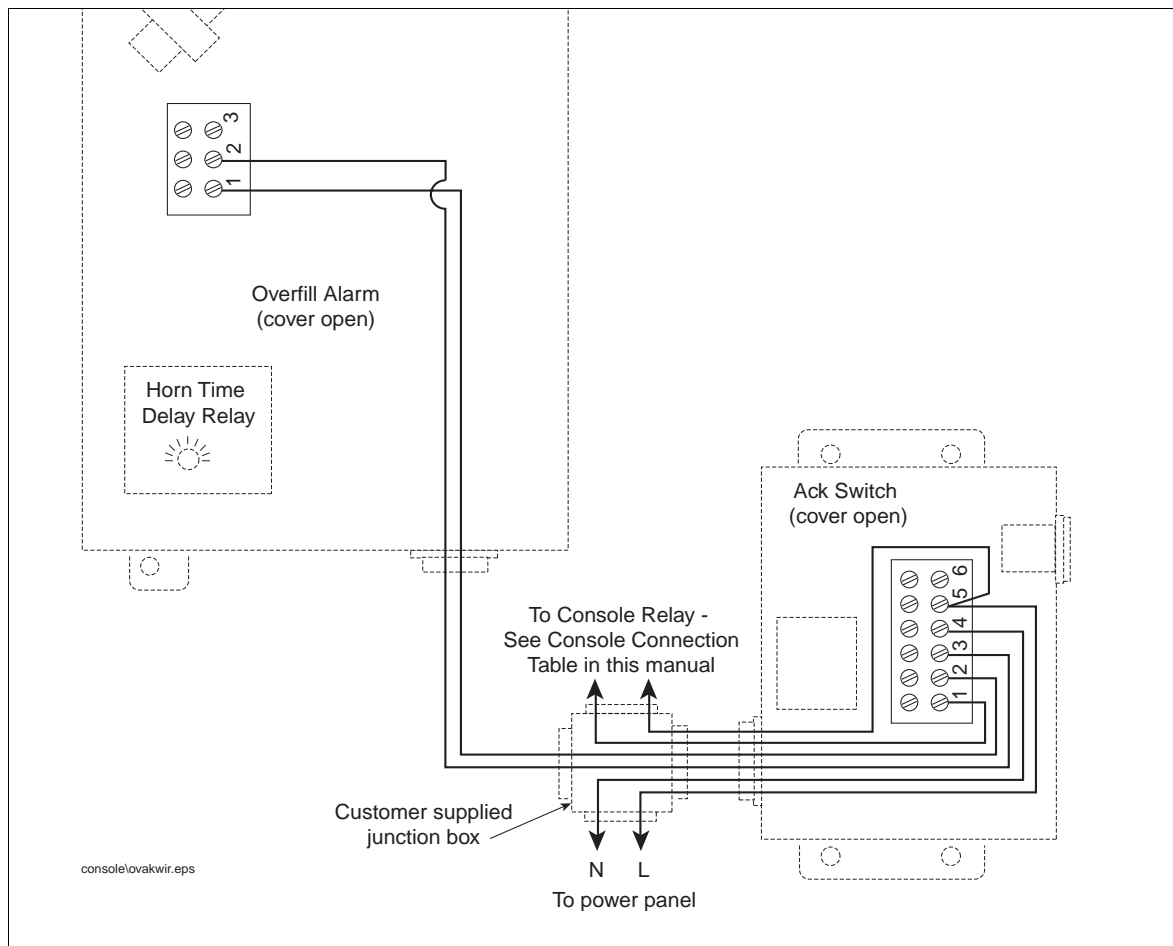 3
2
1
Overfill Alarm
(cover open)
Horn Time
Delay Relay
Ack Switch
(cover open)
6
5
4
3
2
1
To Console Relay -
See Console Connection
Table in this manual
Customer supplied
junction box
N L
To power panel
console\ovakwir.eps